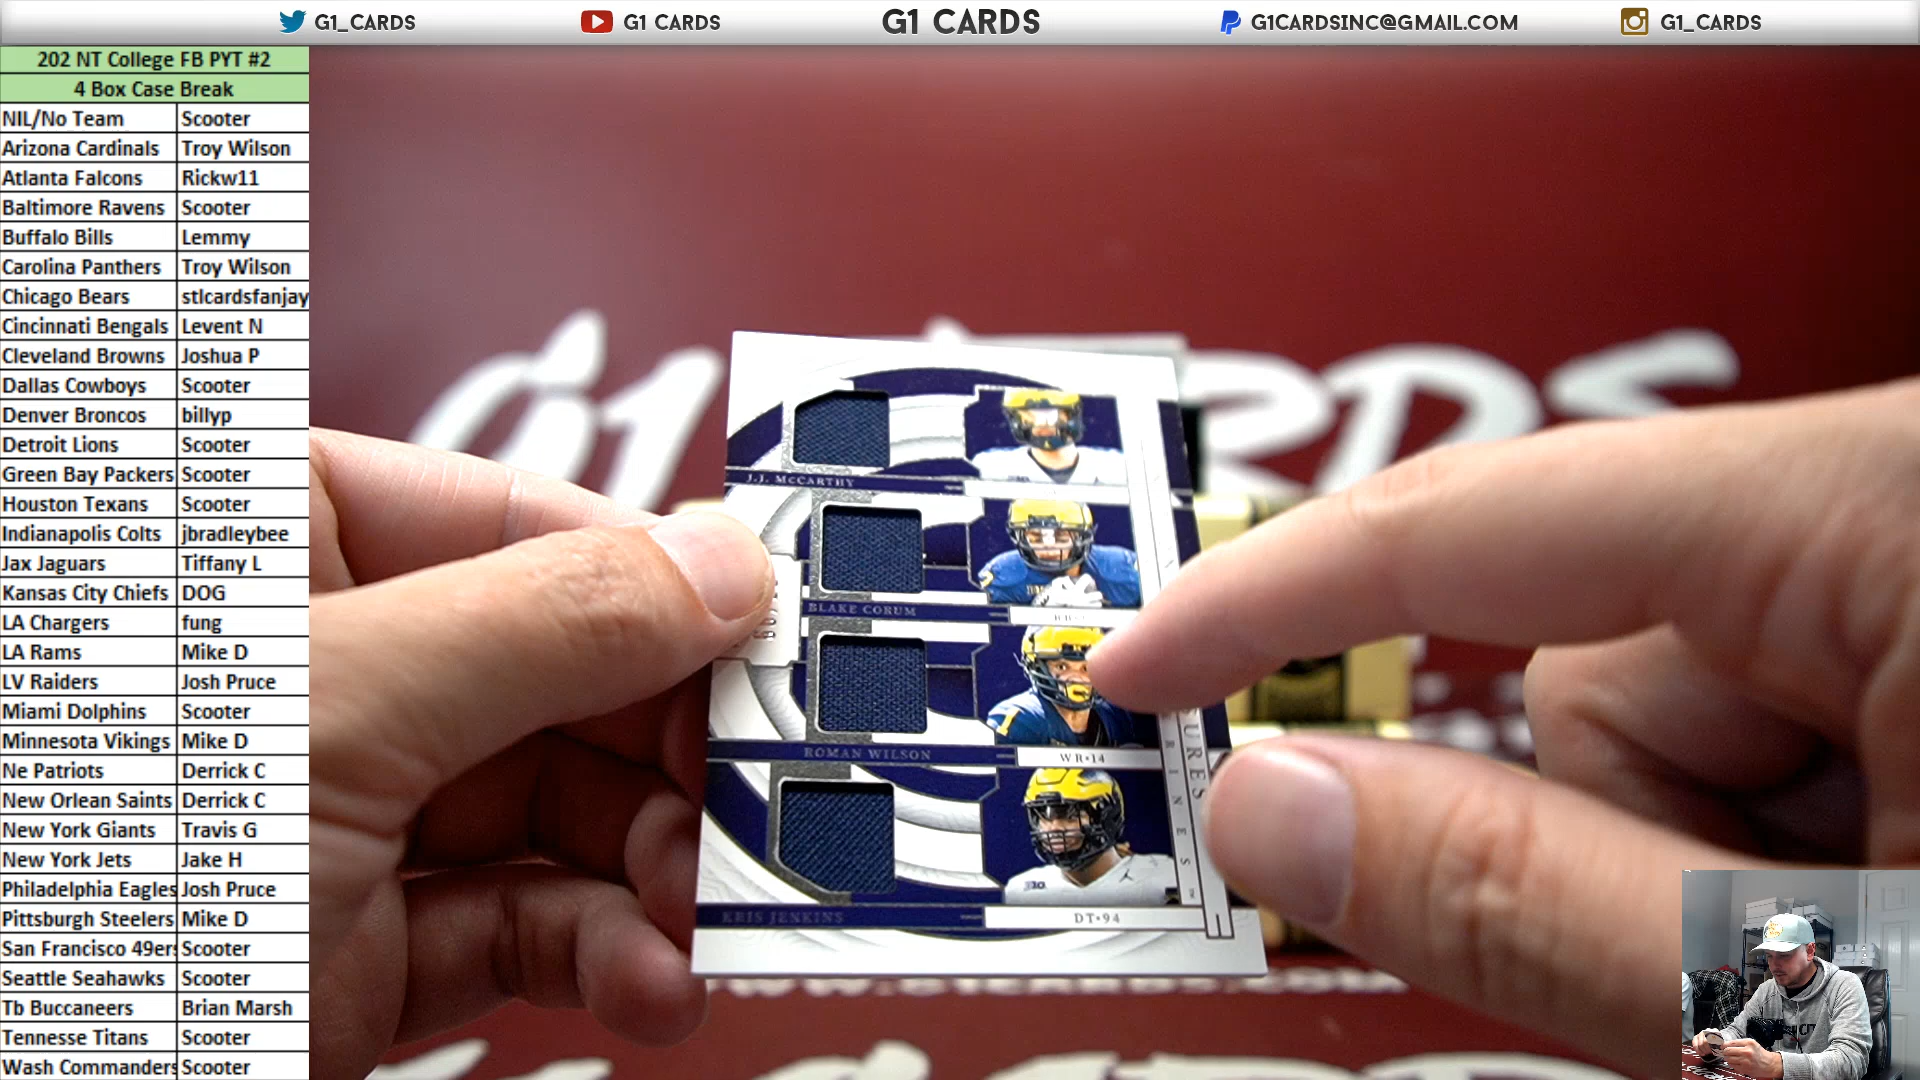 G1_CARDS
G1 CARDS
G1 CARDS
G1CARDSINC@GMAIL.COM
G1_CARDS
202 NT College FB PYT #2
4 Box Case Break
NIL/No Team Scooter
Arizona Cardinals Troy Wilson
Atlanta Falcons Rickw11
Baltimore Ravens Scooter
Buffalo Bills Lemmy
Carolina Panthers Troy Wilson
Chicago Bears stlcardsfanjay
Cincinnati Bengals Levent N
Cleveland Browns Joshua P
Dallas Cowboys Scooter
Denver Broncos billyp
Detroit Lions Scooter
Green Bay Packers Scooter
Houston Texans Scooter
Indianapolis Colts jbradleybee
Jax Jaguars Tiffany L
Kansas City Chiefs DOG
LA Chargers fung
LA Rams Mike D
LV Raiders Josh Pruce
Miami Dolphins Scooter
Minnesota Vikings Mike D
Ne Patriots Derrick C
New Orlean Saints Derrick C
New York Giants Travis G
New York Jets Jake H
Philadelphia Eagles Josh Pruce
Pittsburgh Steelers Mike D
San Francisco 49ers Scooter
Seattle Seahawks Scooter
Tb Buccaneers Brian Marsh
Tennesse Titans Scooter
Wash Commanders Scooter
J.J. McCARTHY
BLAKE CORUM
ROMAN WILSON
WR•14
KRIS JENKINS
DT•94